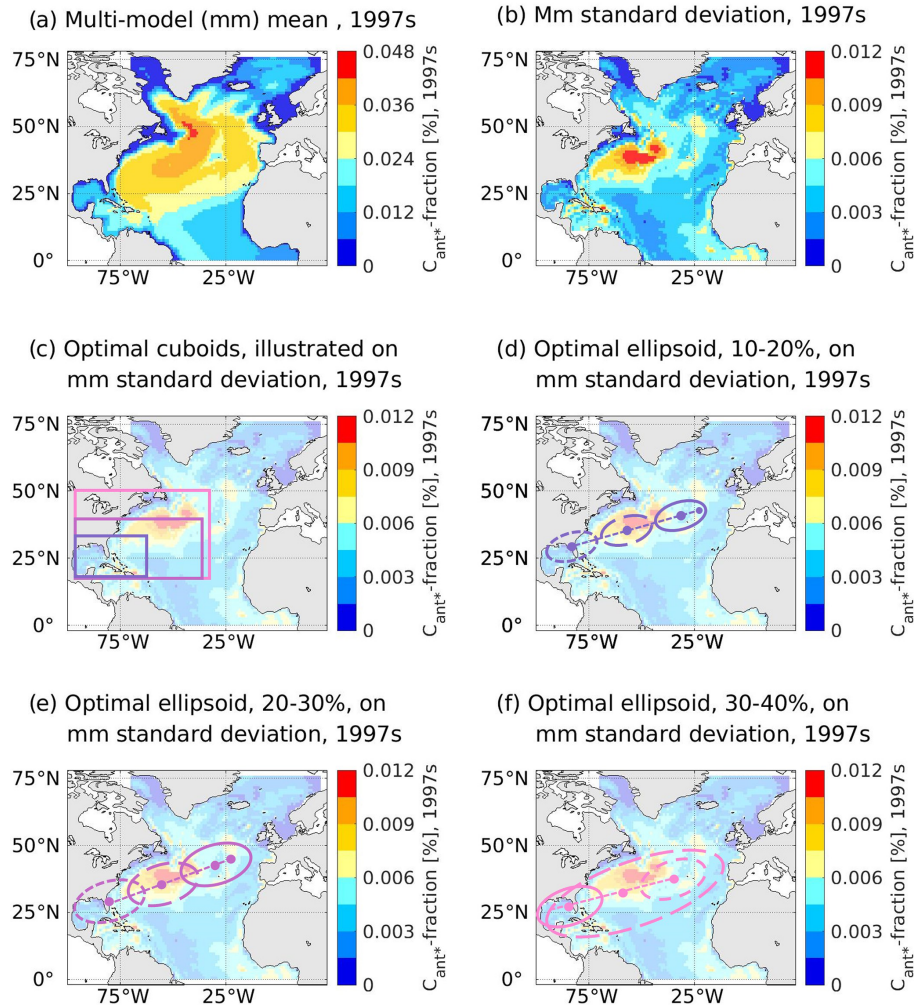 (a) Multi-model (mm) mean , 1997s
75°N
50°N
25°N
0°
75°W 25°W
0.048
0.036
0.024
0.012
0
Cant*-fraction [%], 1997s
(b) Mm standard deviation, 1997s
75°N
50°N
25°N
0°
75°W 25°W
0.012
0.009
0.006
0.003
0
Cant*-fraction [%], 1997s
(c) Optimal cuboids, illustrated on
mm standard deviation, 1997s
75°N
50°N
25°N
0°
75°W 25°W
0.012
0.009
0.006
0.003
0
Cant*-fraction [%], 1997s
(d) Optimal ellipsoid, 10-20%, on
mm standard deviation, 1997s
75°N
50°N
25°N
0°
75°W 25°W
0.012
0.009
0.006
0.003
0
Cant*-fraction [%], 1997s
(e) Optimal ellipsoid, 20-30%, on
mm standard deviation, 1997s
75°N
50°N
25°N
0°
75°W 25°W
0.012
0.009
0.006
0.003
0
Cant*-fraction [%], 1997s
(f) Optimal ellipsoid, 30-40%, on
mm standard deviation, 1997s
75°N
50°N
25°N
0°
75°W 25°W
0.012
0.009
0.006
0.003
0
Cant*-fraction [%], 1997s